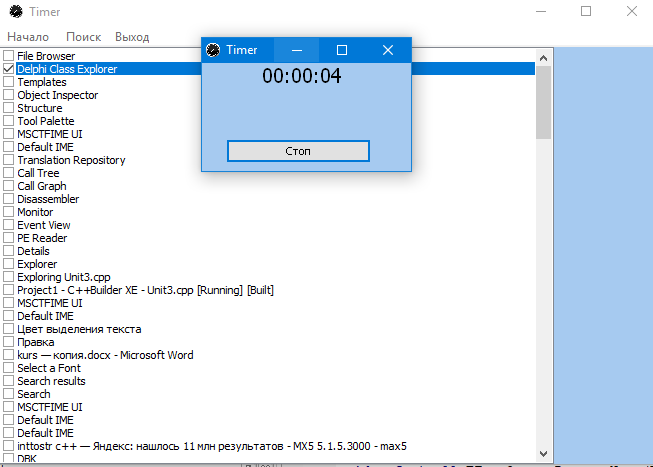 Timer
Начало Поиск Выход
Timer
00:00:04
Стоп
File Browser
Delphi Class Explorer
Templates
Object Inspector
Structure
Tool Palette
MSCTFIME UI
Default IME
Translation Repository
Call Tree
Call Graph
Disassembler
Monitor
Event View
PE Reader
Details
Explorer
Exploring Unit3.cpp
Project1 - C++Builder XE - Unit3.cpp [Running] [Built]
MSCTFIME UI
Default IME
Цвет выделения текста
Правка
kurs — копия.docx - Microsoft Word
Select a Font
Search results
Search
MSCTFIME UI
Default IME
Default IME
inttostr c++ — Яндекс: нашлось 11 млн результатов - MX5 5.1.5.3000 - max5
DBK